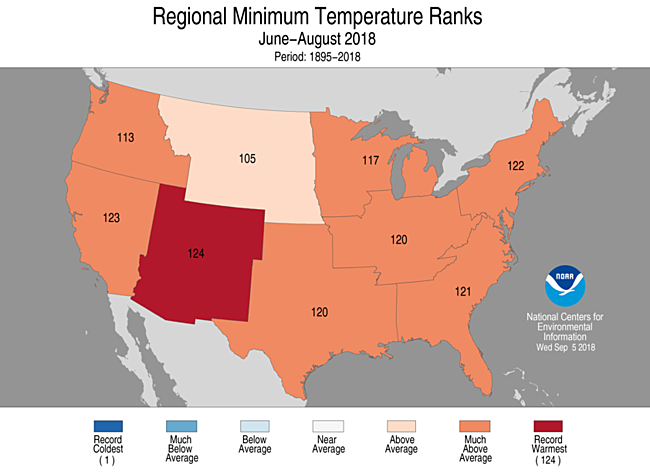 Regional Minimum Temperature Ranks
June–August 2018
Period: 1895–2018
113
105
117
122
123
124
120
120
121
NOAA
National Centers for
Environmental
Information
Wed Sep 5 2018
Record
Coldest
( 1 )
Much
Below
Average
Below
Average
Near
Average
Above
Average
Much
Above
Average
Record
Warmest
( 124 )